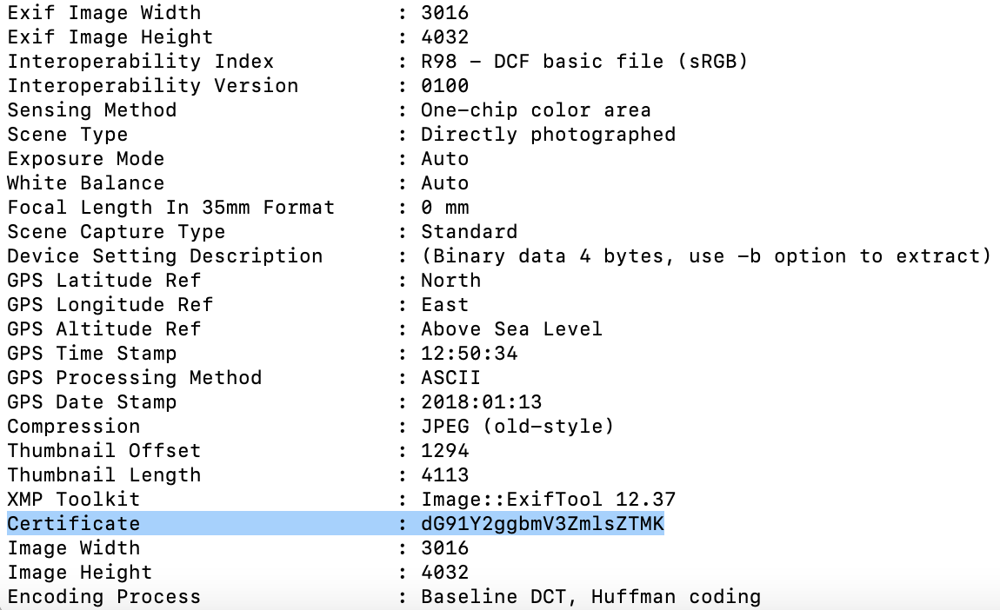 Exif Image Width : 3016
Exif Image Height : 4032
Interoperability Index : R98 - DCF basic file (sRGB)
Interoperability Version : 0100
Sensing Method : One-chip color area
Scene Type : Directly photographed
Exposure Mode : Auto
White Balance : Auto
Focal Length In 35mm Format : 0 mm
Scene Capture Type : Standard
Device Setting Description : (Binary data 4 bytes, use -b option to extract)
GPS Latitude Ref : North
GPS Longitude Ref : East
GPS Altitude Ref : Above Sea Level
GPS Time Stamp : 12:50:34
GPS Processing Method : ASCII
GPS Date Stamp : 2018:01:13
Compression : JPEG (old-style)
Thumbnail Offset : 1294
Thumbnail Length : 4113
XMP Toolkit : Image::ExifTool 12.37
Certificate : dG91Y2ggbmV3ZmlsZTMK
Image Width : 3016
Image Height : 4032
Encoding Process : Baseline DCT, Huffman coding